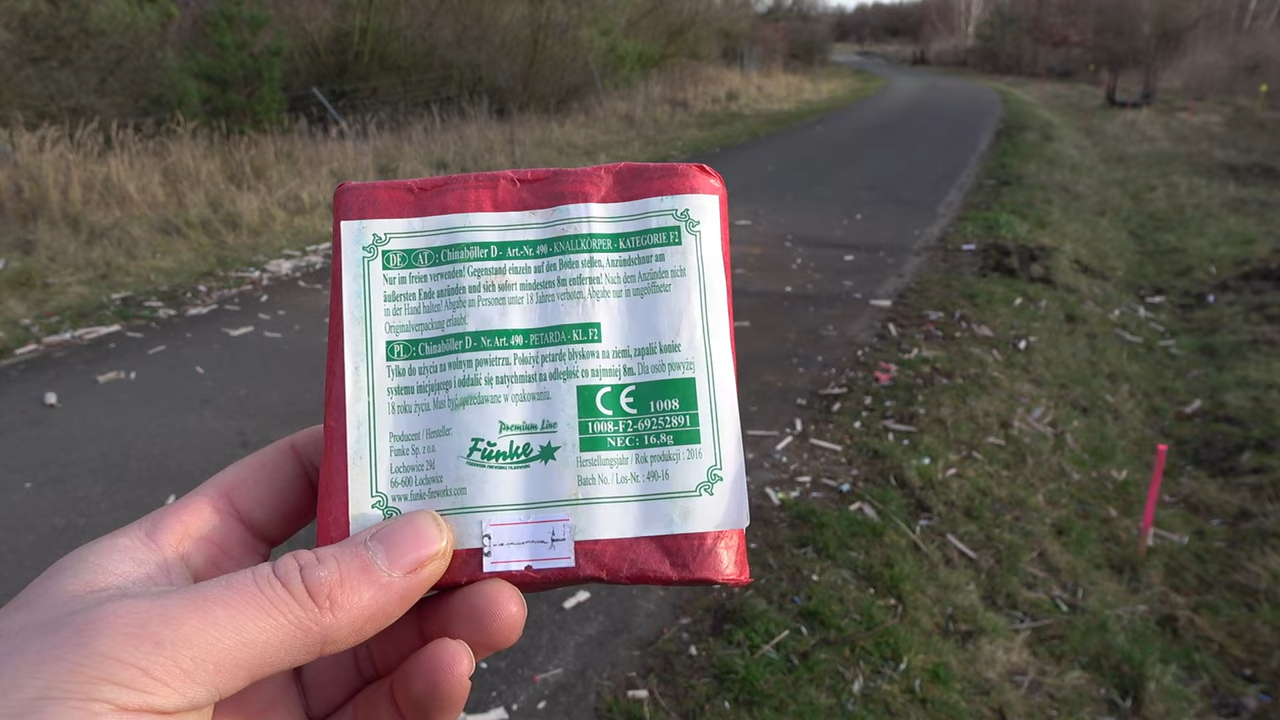 DE AT : Chinaböller D - Art.-Nr. 490 - KNALLKÖRPER - KATEGORIE F2
Nur im freien verwenden! Gegenstand einzeln auf den Boden stellen, Anzündschnur am
äußersten Ende anzünden und sich sofort mindestens 8m entfernen! Nach dem Anzünden nicht
in der Hand halten! Abgabe an Personen unter 18 Jahren verboten, Abgabe nur in ungeöffneter
Originalverpackung erlaubt.
PL : Chinaböller D - Nr. Art. 490 - PETARDA - KL. F2
Tylko do użycia na wolnym powietrzu. Położyć petardę błyskową na ziemi, zapalić koniec
systemu inicjującego i oddalić się natychmiast na odległość co najmniej 8m. Dla osób powyżej
18 roku życia. Musi być sprzedawane w opakowaniu.
Producent / Hersteller:
Funke Sp. z o.o.
Łochowice 29d
66-600 Łochowice
www.funke-fireworks.com
Premium Line
Funke
CE 1008
1008-F2-69252891
NEC: 16,8g
Herstellungsjahr / Rok produkcji : 2016
Batch No. / Los-Nr. : 490-16